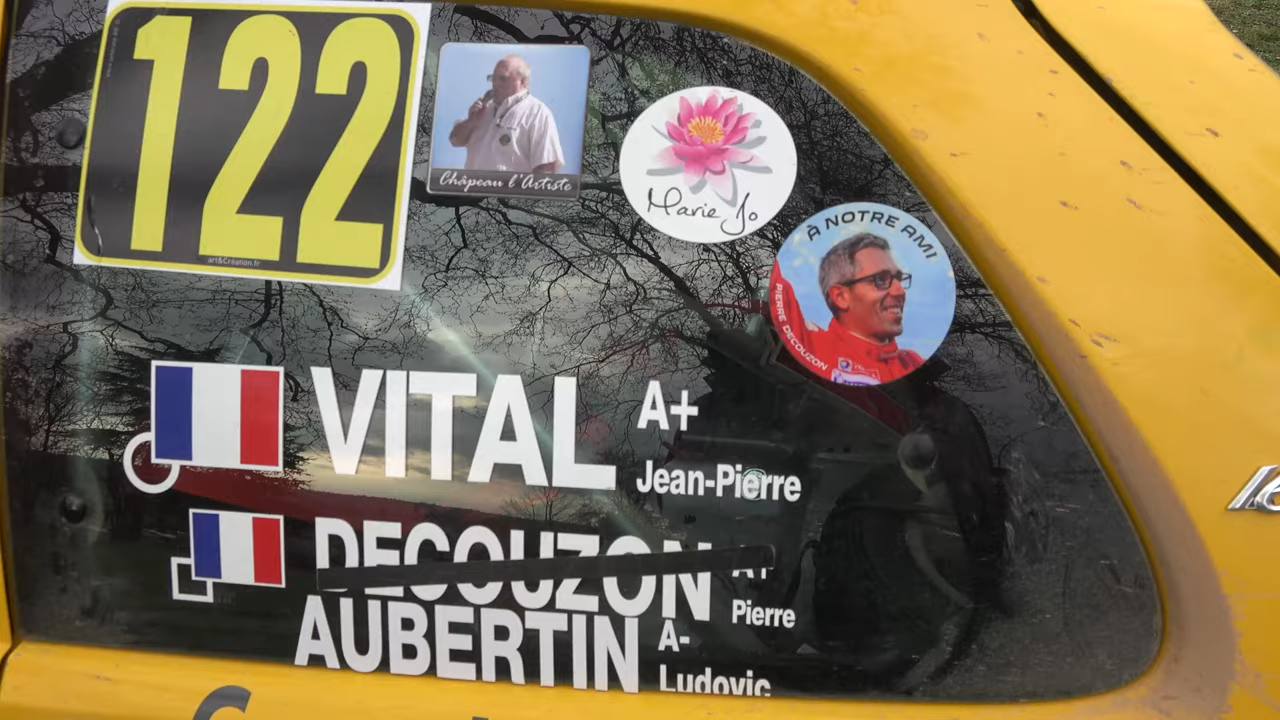 122
art&Création.fr
Châpeau l'Artiste
Marie Jo
À NOTRE AMI
PIERRE DECOUZON
VITAL A+
Jean-Pierre
DECOUZON A+
Pierre
AUBERTIN A-
Ludovic